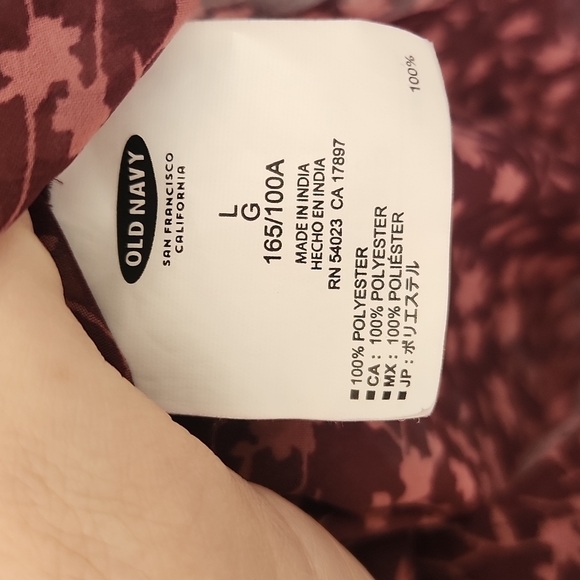 OLD NAVY
SAN FRANCISCO
CALIFORNIA
L
G
165/100A
MADE IN INDIA
HECHO EN INDIA
RN 54023 CA 17897
■ 100% POLYESTER
■ CA : 100% POLYESTER
■ MX : 100% POLIÉSTER
■ JP : ポリエステル
100%